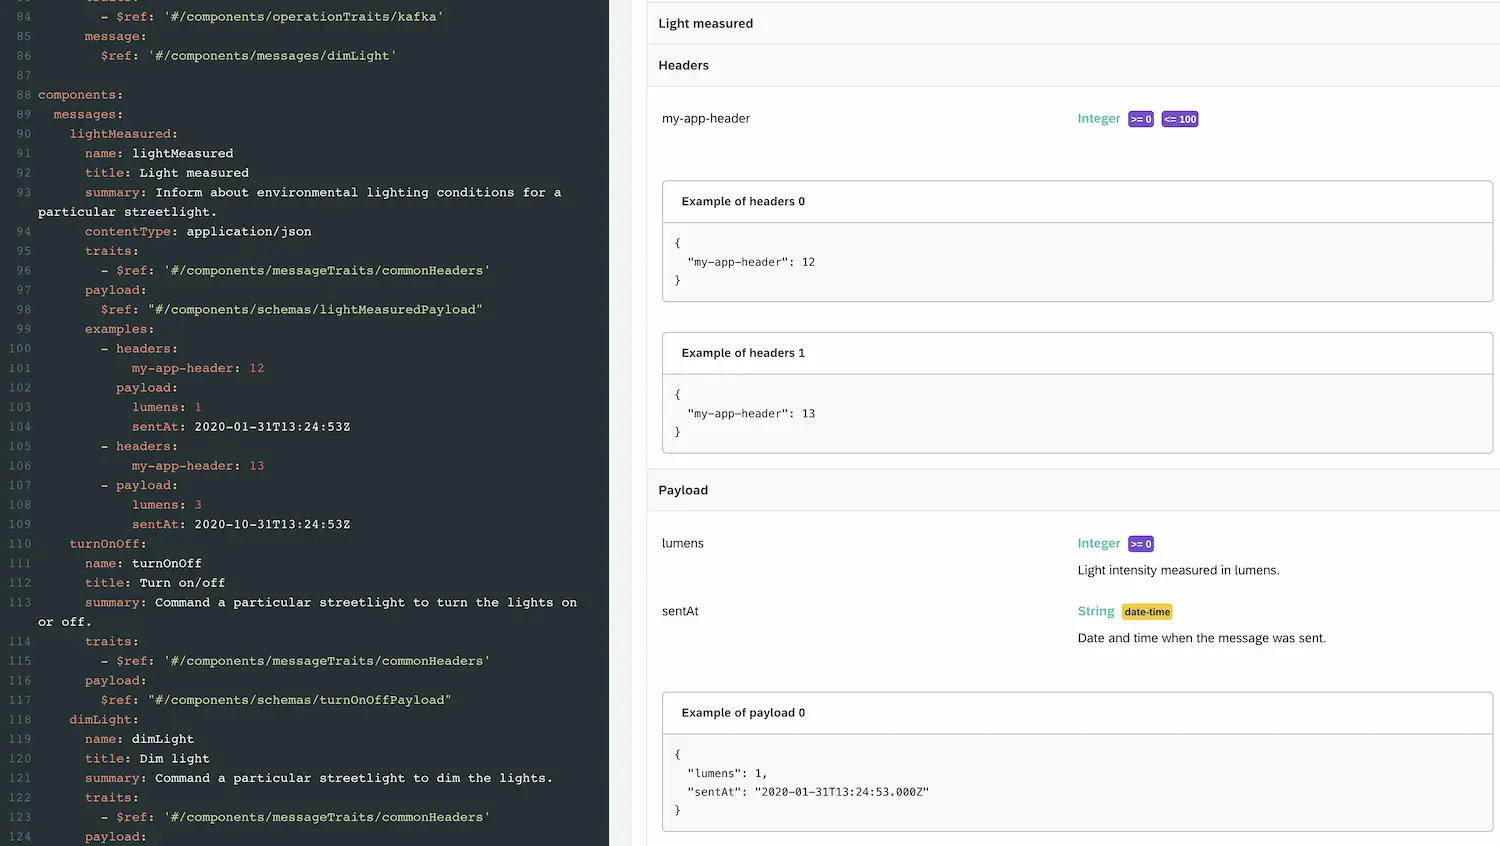 84         - $ref: '#/components/operationTraits/kafka'
85       message:
86         $ref: '#/components/messages/dimLight'
87
88 components:
89   messages:
90     lightMeasured:
91       name: lightMeasured
92       title: Light measured
93       summary: Inform about environmental lighting conditions for a
particular streetlight.
94       contentType: application/json
95       traits:
96         - $ref: '#/components/messageTraits/commonHeaders'
97       payload:
98         $ref: "#/components/schemas/lightMeasuredPayload"
99       examples:
100         - headers:
101             my-app-header: 12
102           payload:
103             lumens: 1
104             sentAt: 2020-01-31T13:24:53Z
105         - headers:
106             my-app-header: 13
107         - payload:
108             lumens: 3
109             sentAt: 2020-10-31T13:24:53Z
110     turnOnOff:
111       name: turnOnOff
112       title: Turn on/off
113       summary: Command a particular streetlight to turn the lights on
or off.
114       traits:
115         - $ref: '#/components/messageTraits/commonHeaders'
116       payload:
117         $ref: "#/components/schemas/turnOnOffPayload"
118     dimLight:
119       name: dimLight
120       title: Dim light
121       summary: Command a particular streetlight to dim the lights.
122       traits:
123         - $ref: '#/components/messageTraits/commonHeaders'
124       payload:
Light measured
Headers
my-app-header Integer >= 0 <= 100
Example of headers 0
{
  "my-app-header": 12
}
Example of headers 1
{
  "my-app-header": 13
}
Payload
lumens Integer >= 0
Light intensity measured in lumens.
sentAt String date-time
Date and time when the message was sent.
Example of payload 0
{
  "lumens": 1,
  "sentAt": "2020-01-31T13:24:53.000Z"
}